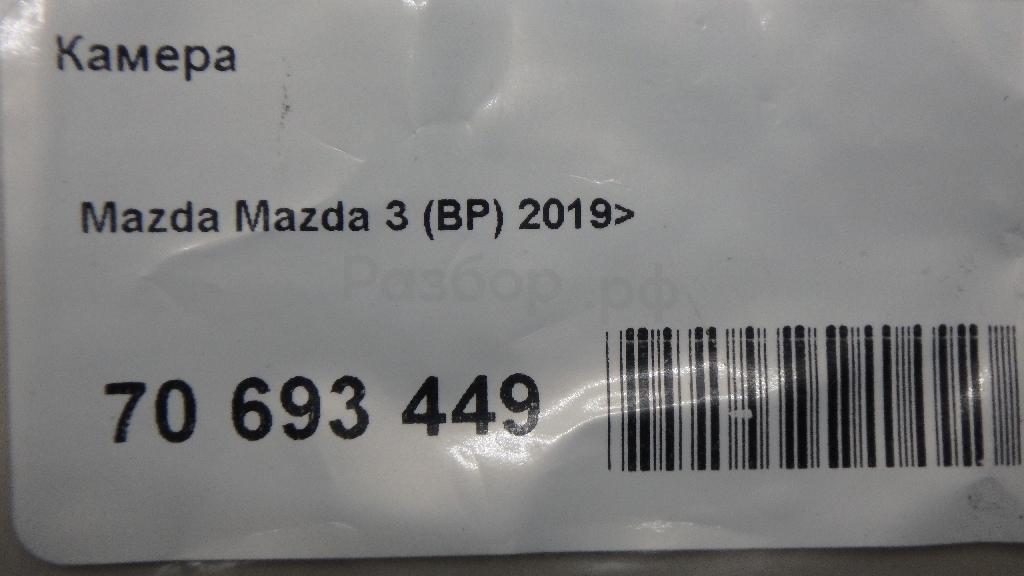 Камера
Mazda Mazda 3 (BP) 2019>
Разбор.рф
70 693 449